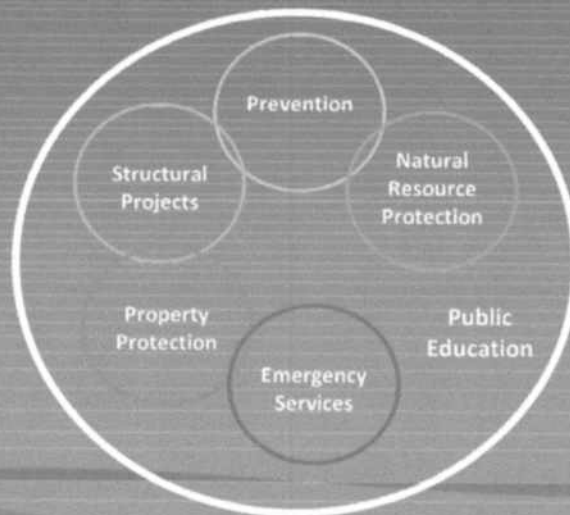 Prevention
Structural
Projects
Natural
Resource
Protection
Property
Protection
Public
Education
Emergency
Services